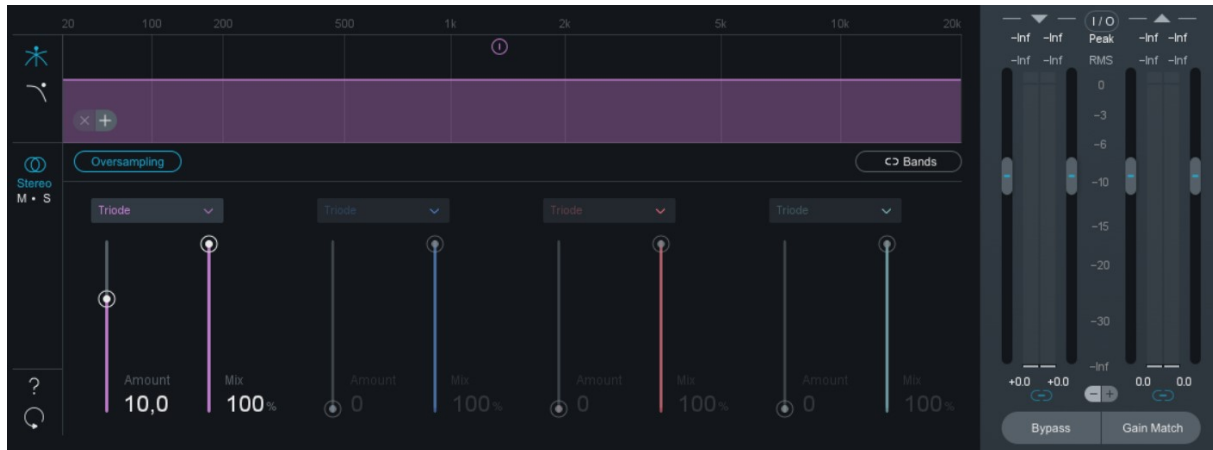 20 100 200 500 1k 2k 5k 10k 20k
I/O
-Inf -Inf Peak -Inf -Inf
-Inf -Inf RMS -Inf -Inf
0
-3
-6
-10
-15
-20
-30
-Inf
+0.0 +0.0 0.0 0.0
Bypass Gain Match
× +
Oversampling Bands
Stereo
M • S
Triode Triode Triode Triode
Amount Mix Amount Mix Amount Mix Amount Mix
10,0 100% 0 100% 0 100% 0 100%
?